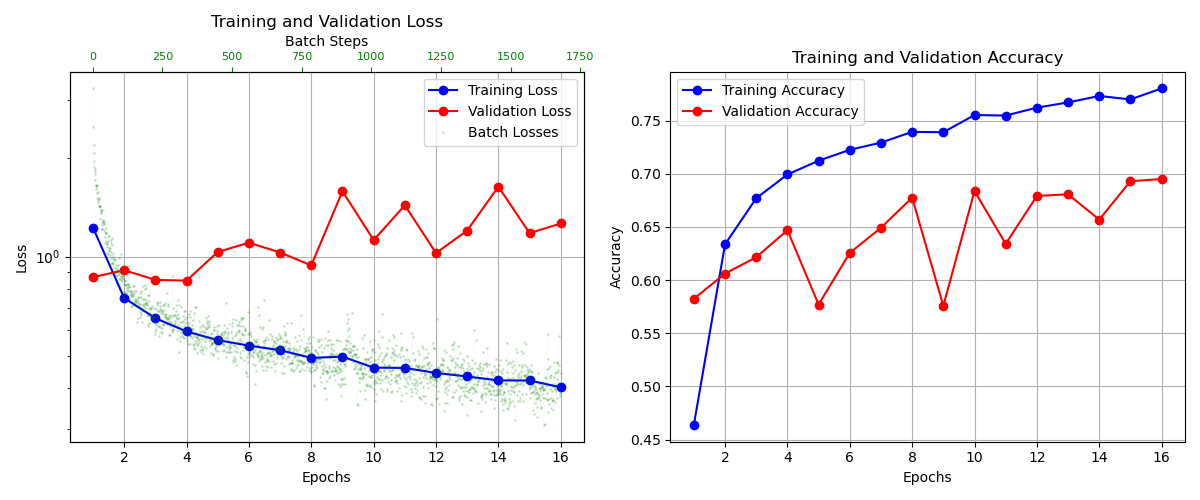 Training and Validation Loss
Batch Steps
0 250 500 750 1000 1250 1500 1750
Training Loss
Validation Loss
Batch Losses
Loss
10^0
2 4 6 8 10 12 14 16
Epochs
Training and Validation Accuracy
Training Accuracy
Validation Accuracy
Accuracy
0.75
0.70
0.65
0.60
0.55
0.50
0.45
2 4 6 8 10 12 14 16
Epochs